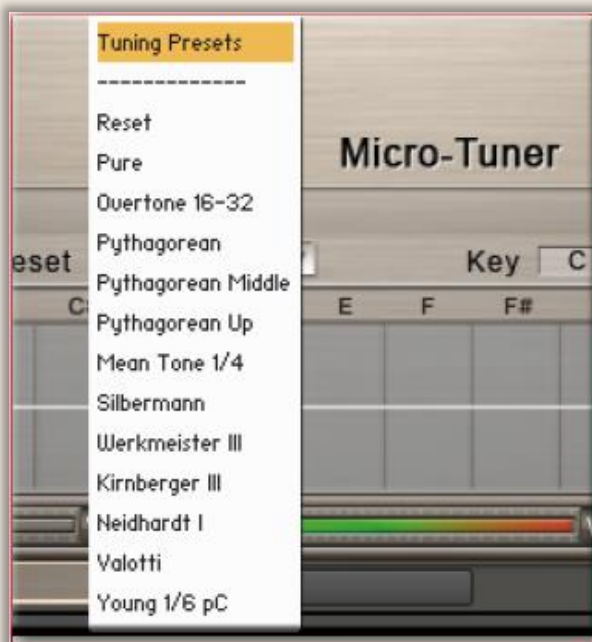 Tuning Presets
-------------
Reset
Pure
Overtone 16-32
Pythagorean
Pythagorean Middle
Pythagorean Up
Mean Tone 1/4
Silbermann
Werkmeister III
Kirnberger III
Neidhardt I
Valotti
Young 1/6 pC
Micro-Tuner
eset
Key C
E F F#